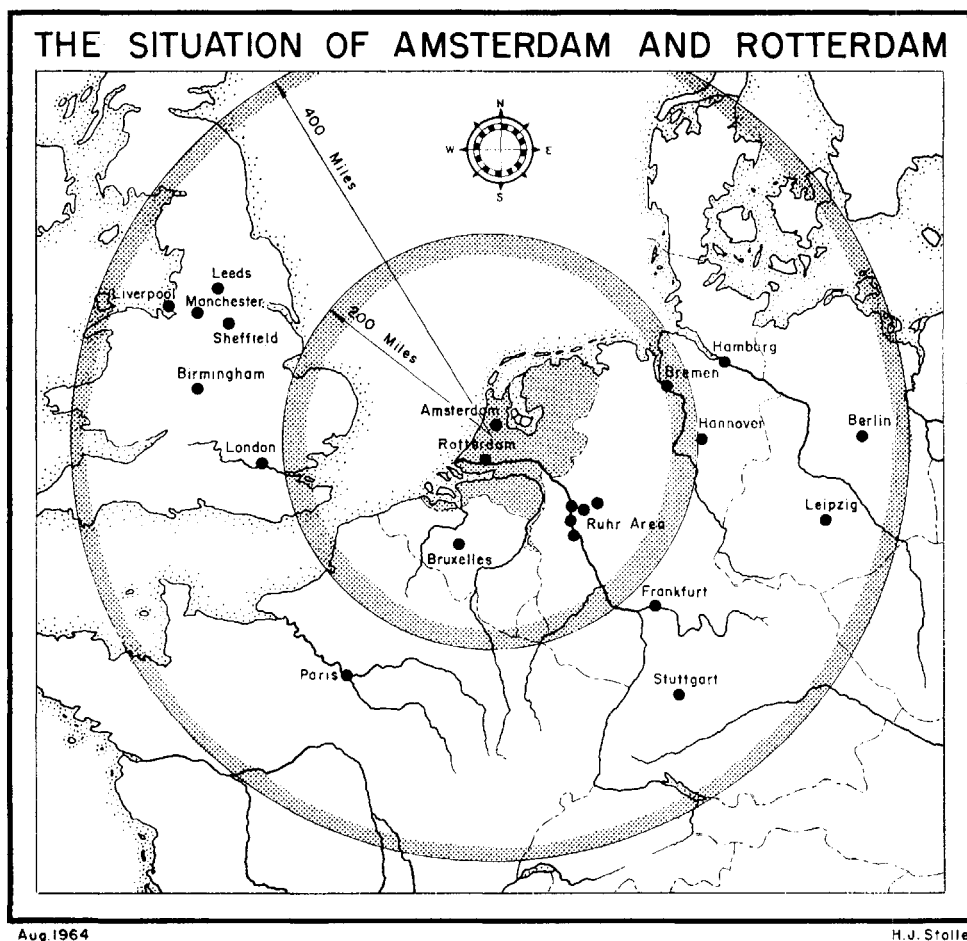 THE SITUATION OF AMSTERDAM AND ROTTERDAM
400 Miles
N
W E
S
200 Miles
Leeds
Liverpool
Manchester
Sheffield
Birmingham
London
Hamburg
Bremen
Amsterdam
Hannover
Berlin
Rotterdam
Leipzig
Ruhr Area
Bruxelles
Frankfurt
Paris
Stuttgart
Aug.1964
H.J. Stolle